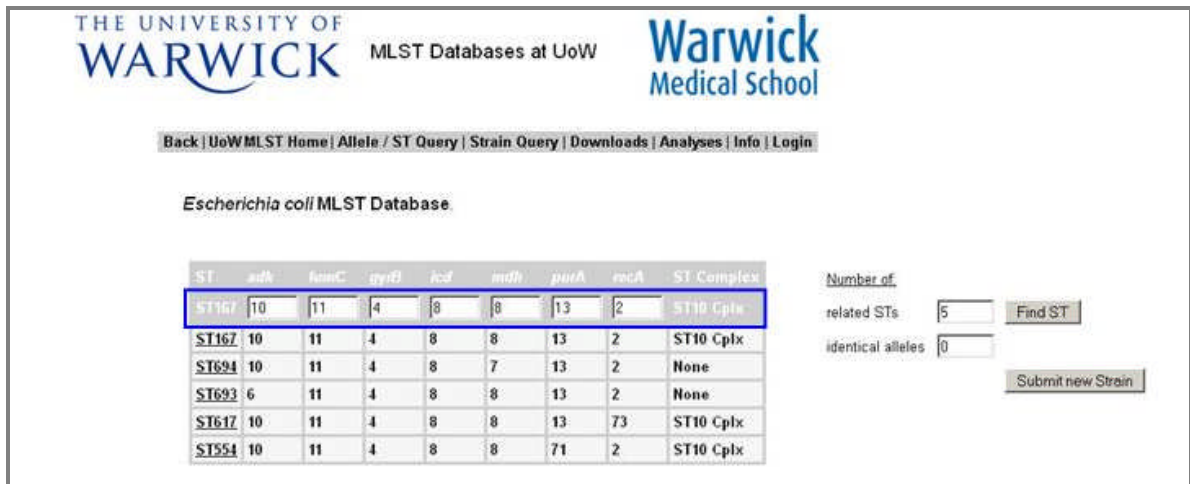 THE UNIVERSITY OF
WARWICK
MLST Databases at UoW
Warwick
Medical School
Back | UoW MLST Home | Allele / ST Query | Strain Query | Downloads | Analyses | Info | Login
Escherichia coli MLST Database.
ST adk fumC gyrB icd mdh purA recA ST Complex
ST167 10 11 4 8 8 13 2 ST10 Cplx
ST167 10 11 4 8 8 13 2 ST10 Cplx
ST694 10 11 4 8 7 13 2 None
ST693 6 11 4 8 8 13 2 None
ST617 10 11 4 8 8 13 73 ST10 Cplx
ST554 10 11 4 8 8 71 2 ST10 Cplx
Number of.
related STs 5 Find ST
identical alleles 0
Submit new Strain